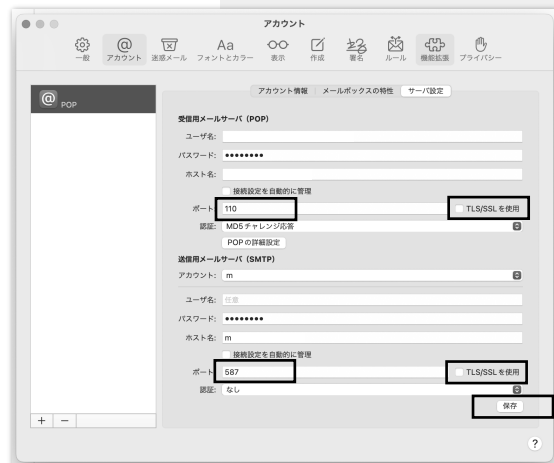 アカウント
一般 アカウント 迷惑メール フォントとカラー 表示 作成 署名 ルール 機能拡張 プライバシー
POP
アカウント情報 メールボックスの特性 サーバ設定
受信用メールサーバ (POP)
ユーザ名:
パスワード: ••••••••
ホスト名:
接続設定を自動的に管理
ポート 110 TLS/SSL を使用
認証: MD5 チャレンジ応答
POP の詳細設定
送信用メールサーバ (SMTP)
アカウント: m
ユーザ名: 任意
パスワード: ••••••••
ホスト名: m
接続設定を自動的に管理
ポート 587 TLS/SSL を使用
認証: なし
保存
+ −
?